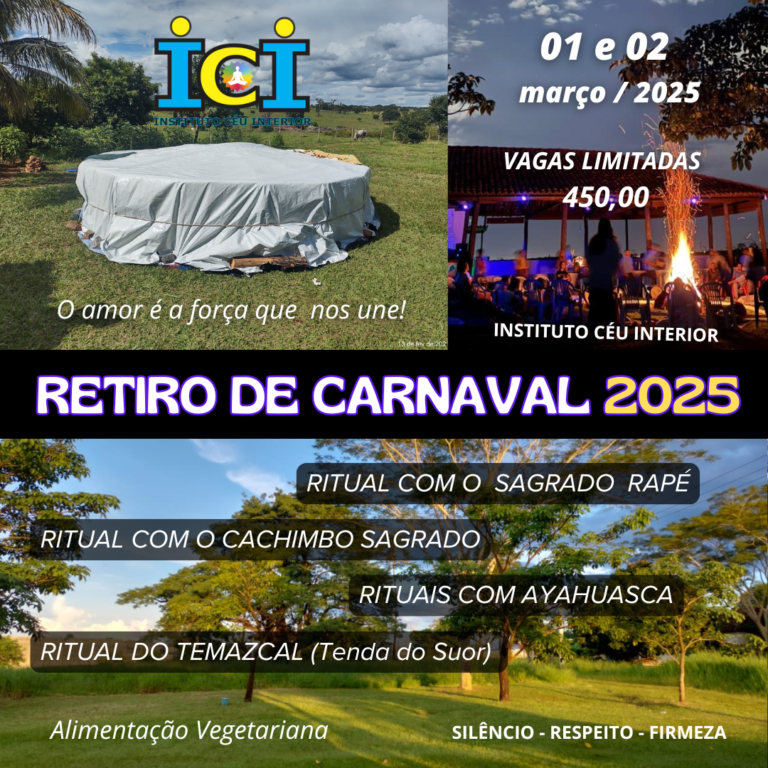 ici
INSTITUTO CÉU INTERIOR
O amor é a força que nos une!
01 e 02
março / 2025
VAGAS LIMITADAS
450,00
INSTITUTO CÉU INTERIOR
RETIRO DE CARNAVAL 2025
RITUAL COM O SAGRADO RAPÉ
RITUAL COM O CACHIMBO SAGRADO
RITUAIS COM AYAHUASCA
RITUAL DO TEMAZCAL (Tenda do Suor)
Alimentação Vegetariana
SILÊNCIO - RESPEITO - FIRMEZA